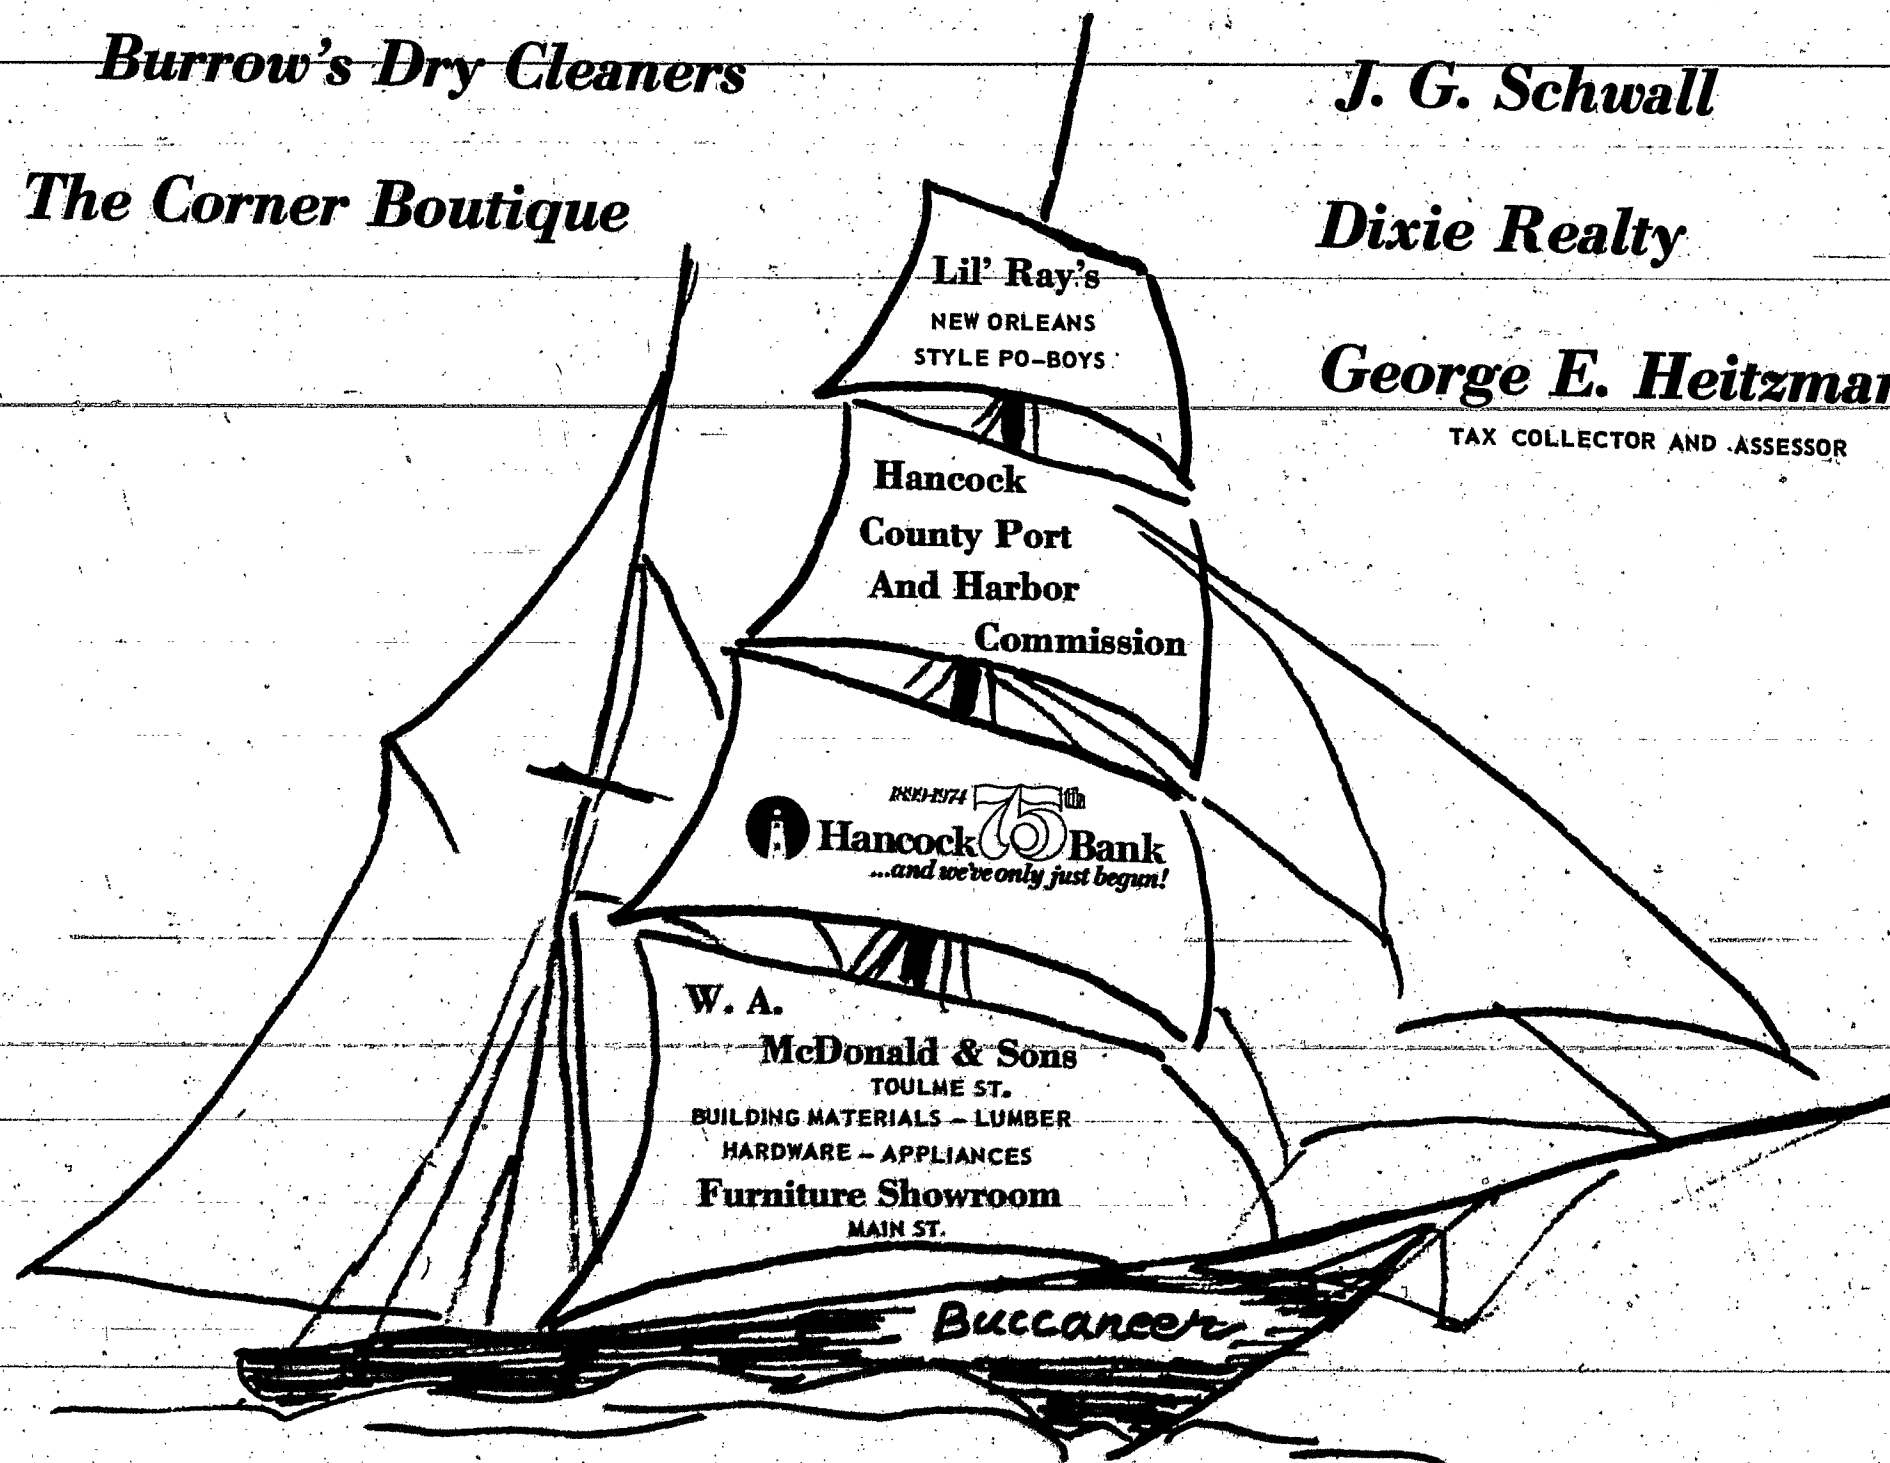 Burrow's Dry Cleaners
The Corner Boutique
J. G. Schwall
Dixie Realty
George E. Heitzman
TAX COLLECTOR AND ASSESSOR
Lil' Ray's
NEW ORLEANS
STYLE PO-BOYS
Hancock
County Port
And Harbor
Commission
1899-1974 75th
Hancock Bank
...and we've only just begun!
W. A.
McDonald & Sons
TOULME ST.
BUILDING MATERIALS - LUMBER
HARDWARE - APPLIANCES
Furniture Showroom
MAIN ST.
Buccaneer